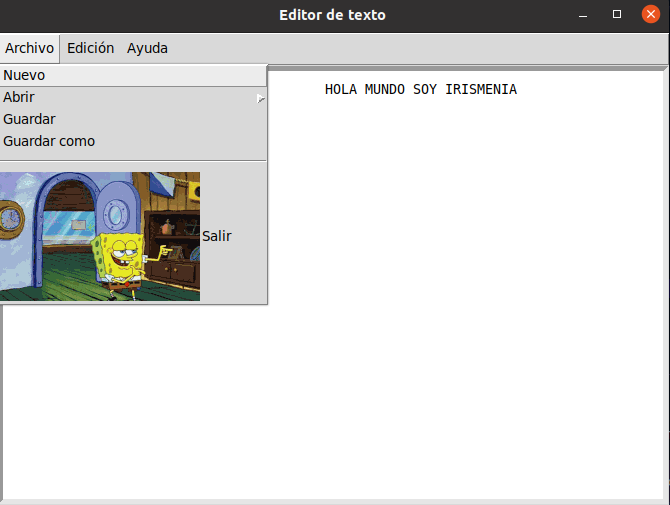 Editor de texto
Archivo Edición Ayuda
Nuevo
Abrir
Guardar
Guardar como
Salir
HOLA MUNDO SOY IRISMENIA